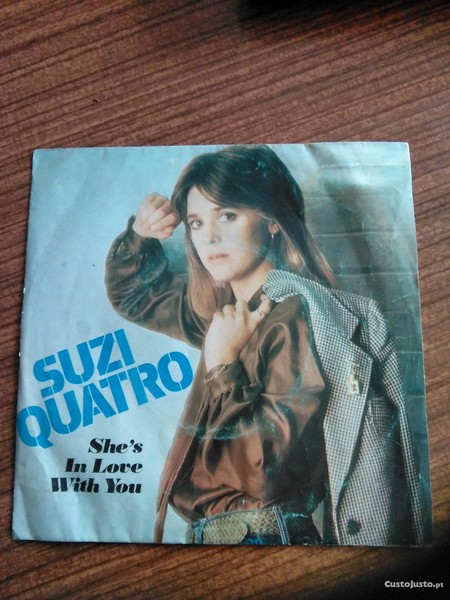 SUZI
QUATRO
She's
In Love
With You
CustoJusto.pt